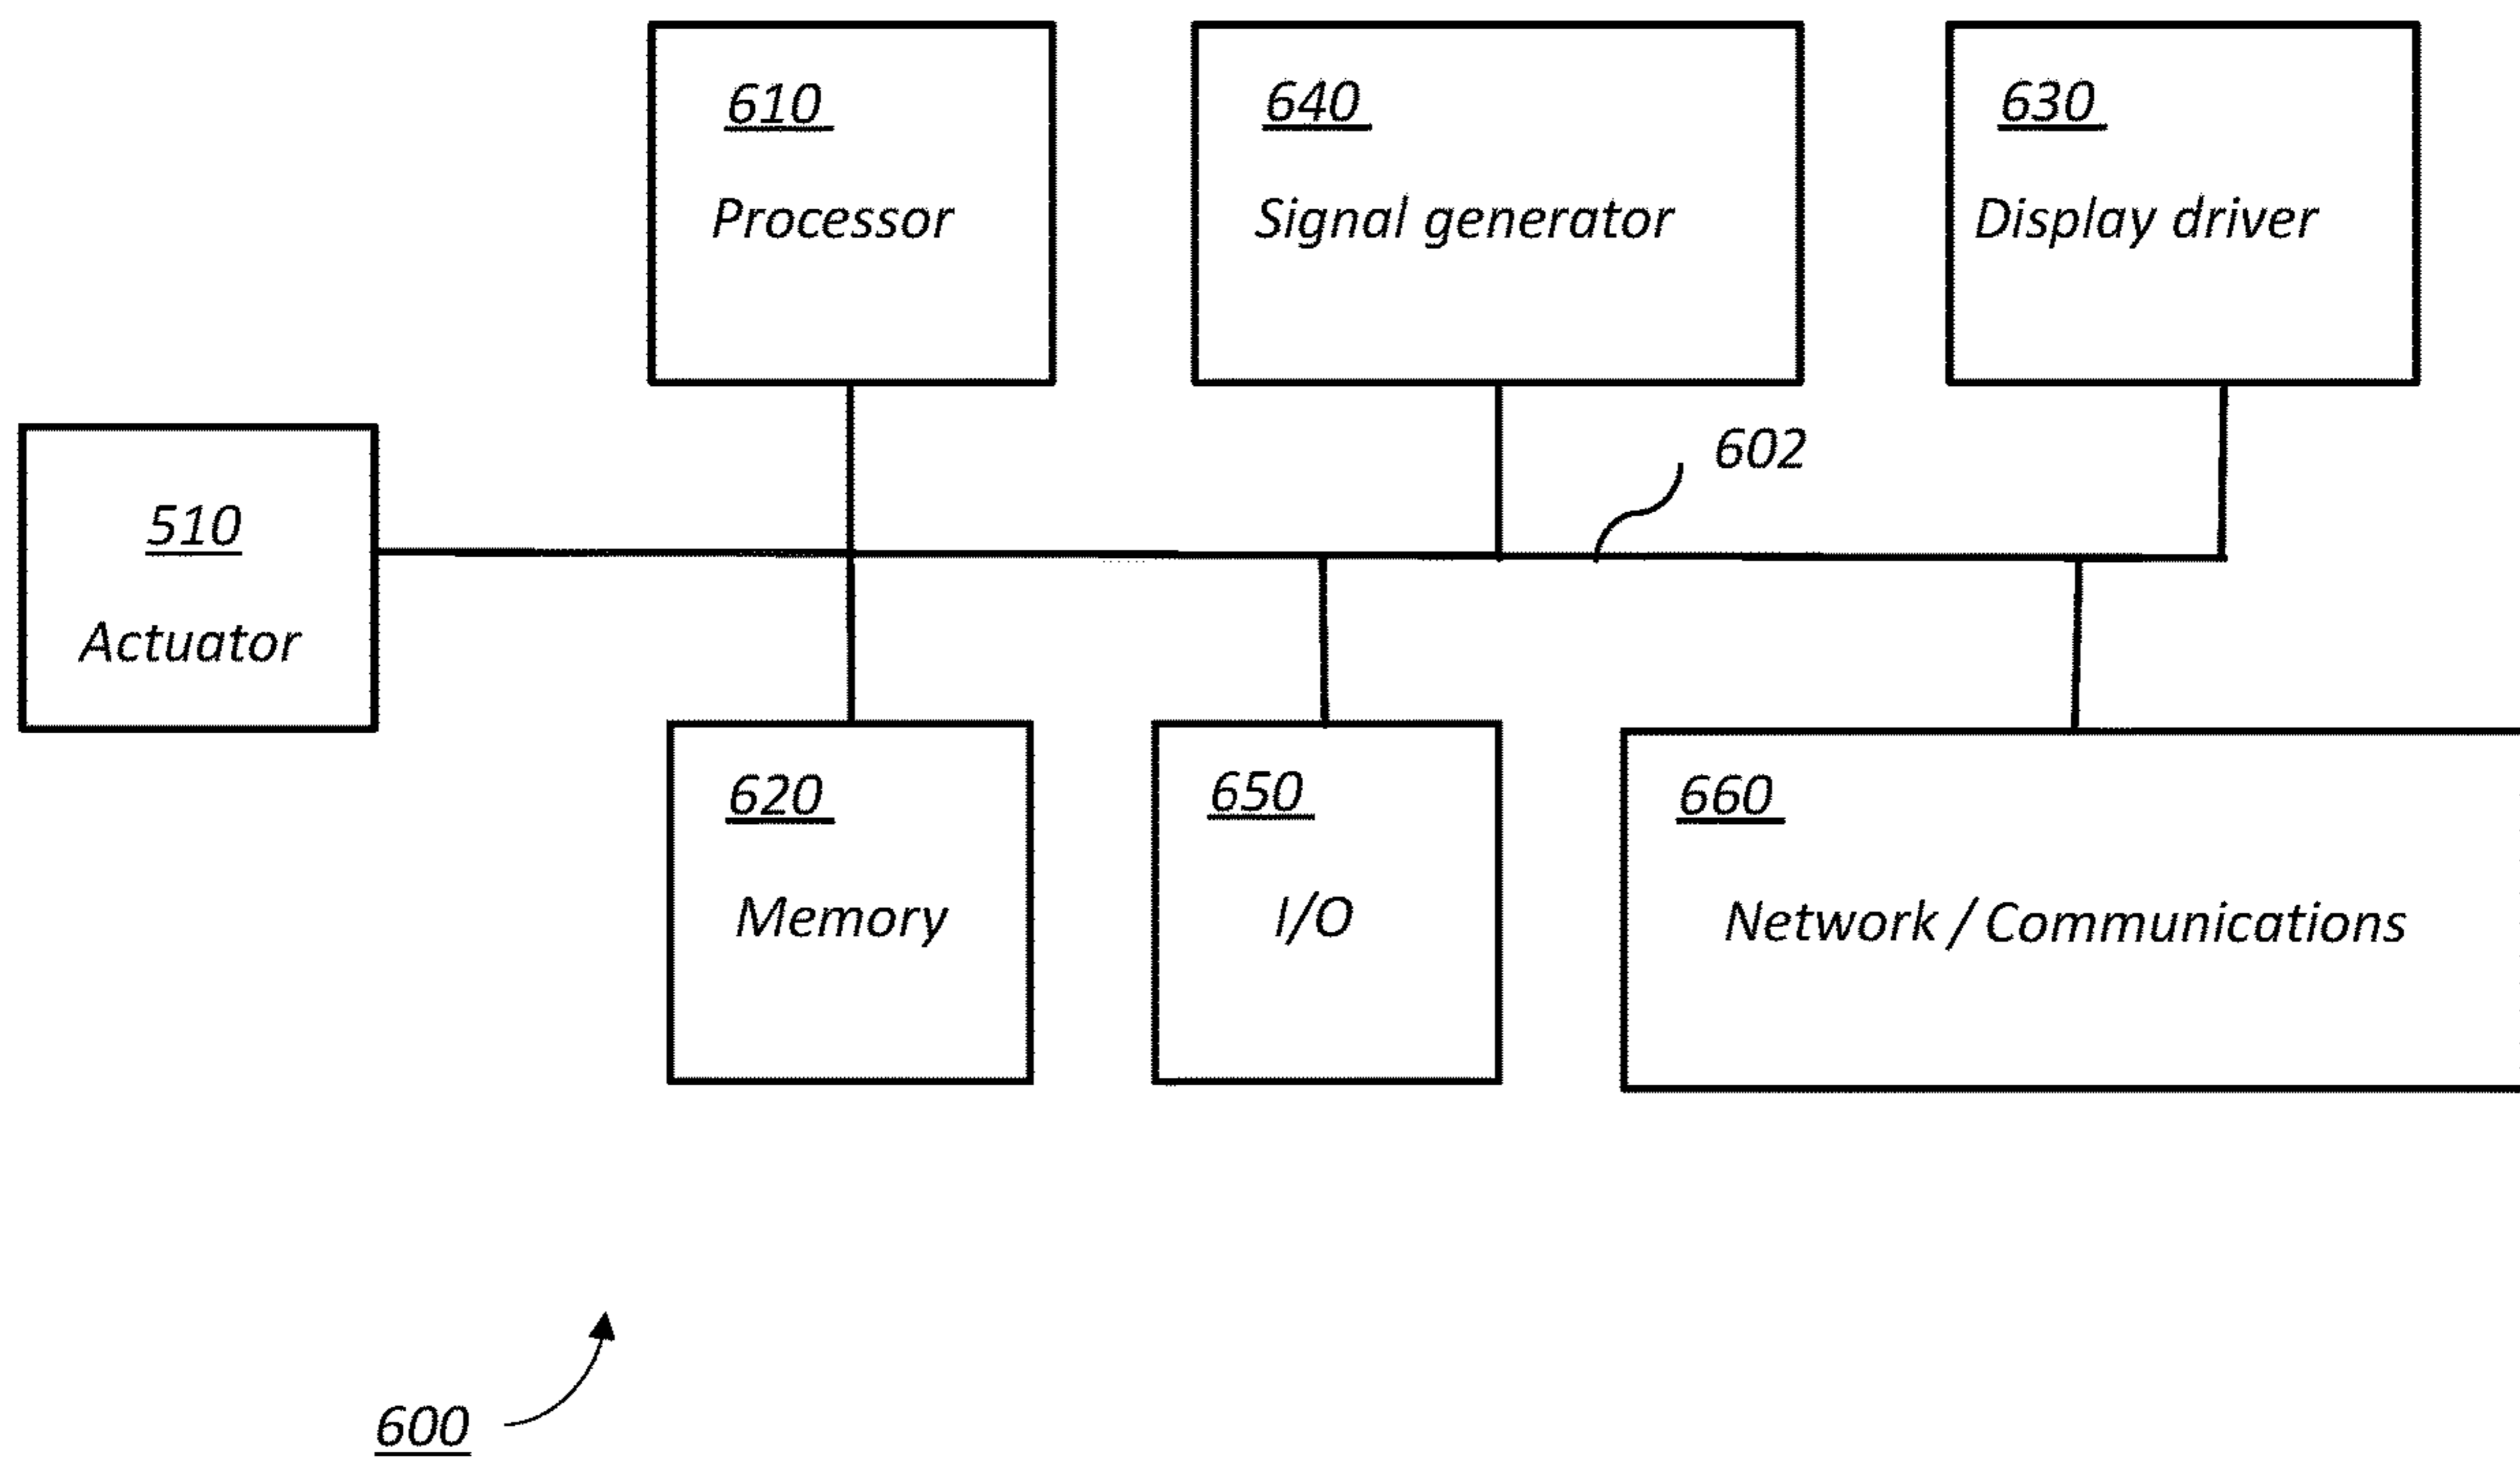 610
Processor
640
Signal generator
630
Display driver
602
510
Actuator
620
Memory
650
I/O
660
Network / Communications
600